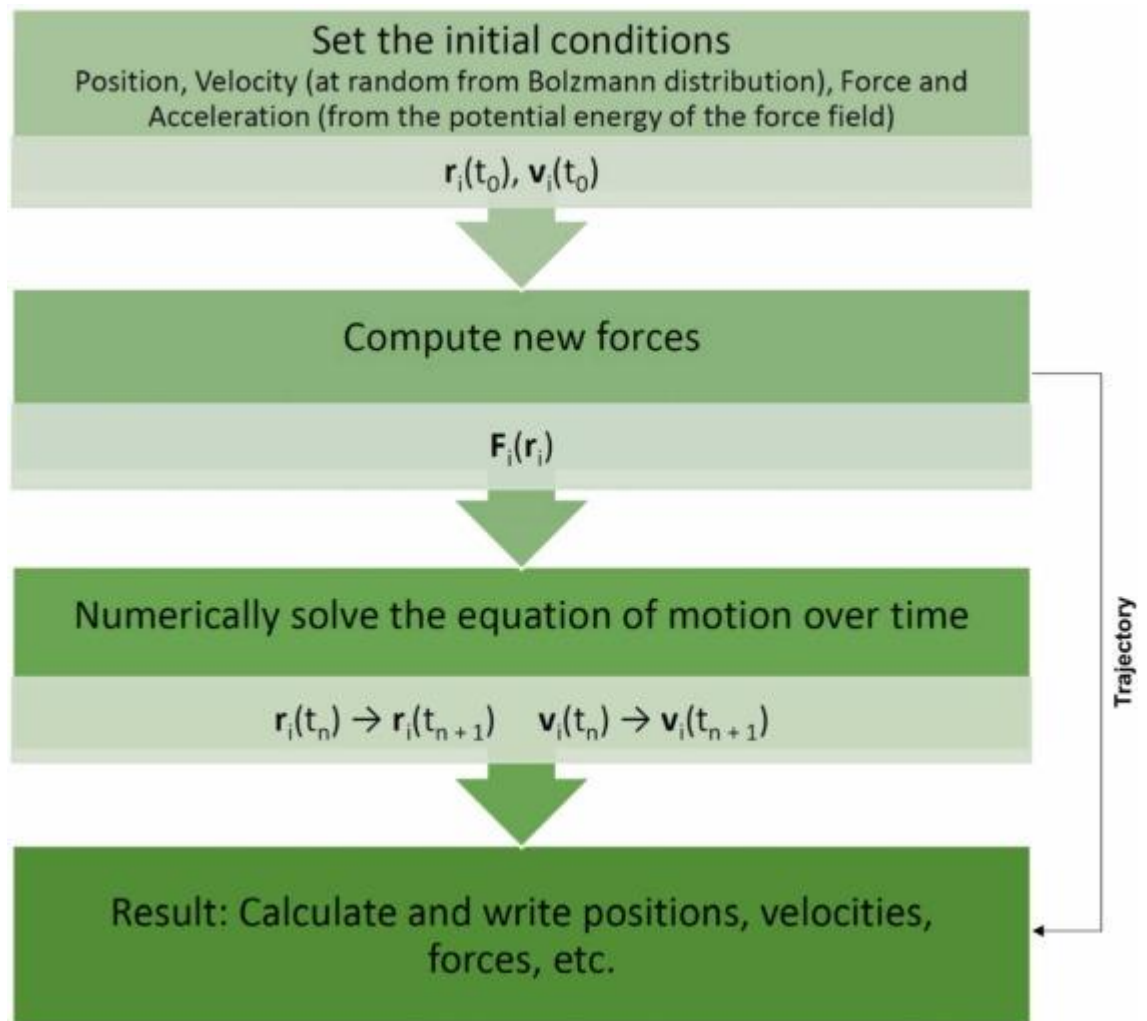 Set the initial conditions
Position, Velocity (at random from Bolzmann distribution), Force and
Acceleration (from the potential energy of the force field)
rᵢ(t₀), vᵢ(t₀)
Compute new forces
Fᵢ(rᵢ)
Numerically solve the equation of motion over time
rᵢ(tₙ) → rᵢ(tₙ ₊ ₁) vᵢ(tₙ) → vᵢ(tₙ ₊ ₁)
Trajectory
Result: Calculate and write positions, velocities,
forces, etc.